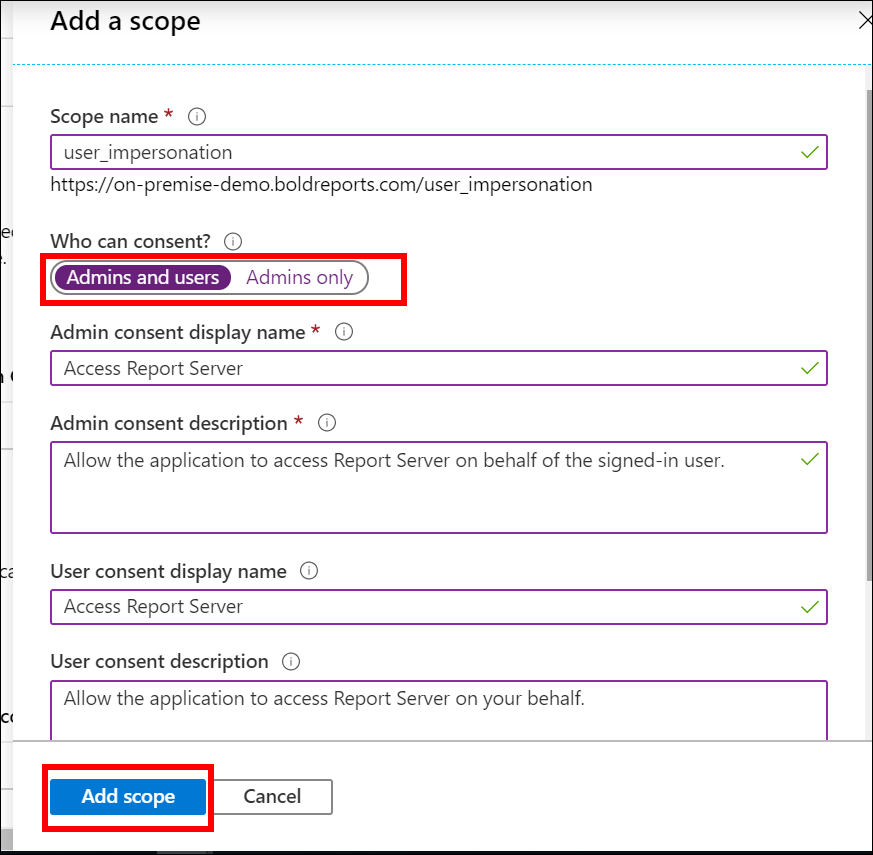 Add a scope
Scope name *
user_impersonation
https://on-premise-demo.boldreports.com/user_impersonation
Who can consent?
Admins and users Admins only
Admin consent display name *
Access Report Server
Admin consent description *
Allow the application to access Report Server on behalf of the signed-in user.
User consent display name
Access Report Server
User consent description
Allow the application to access Report Server on your behalf.
Add scope Cancel